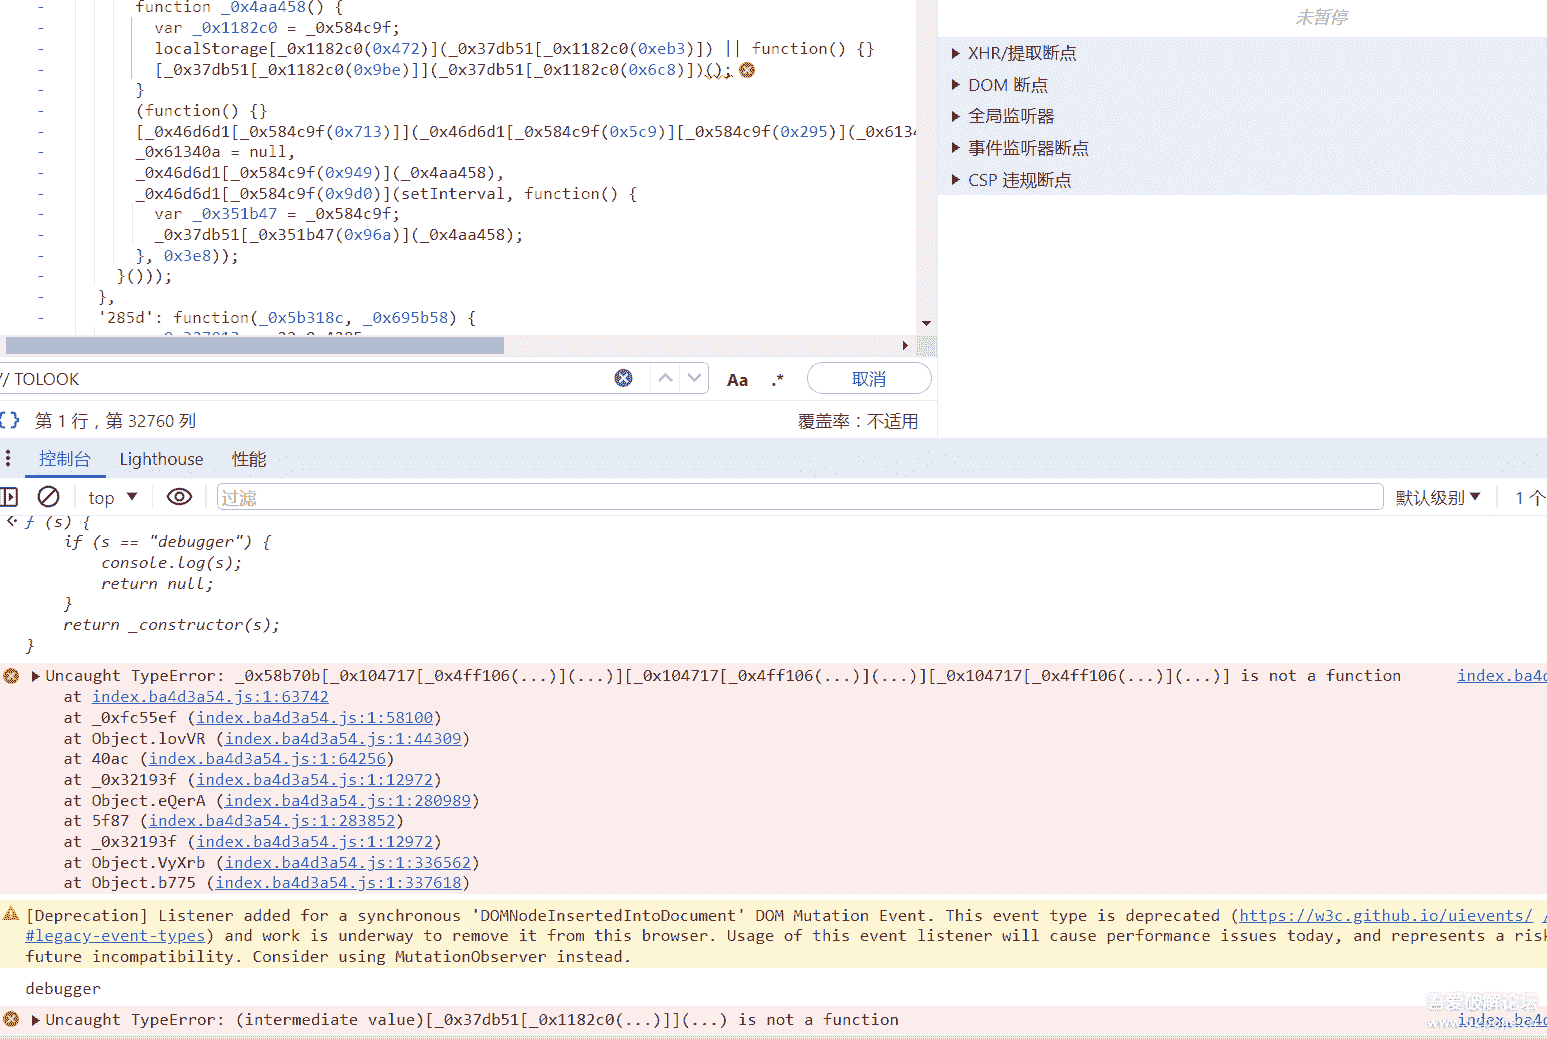 function _0x4aa458() {
var _0x1182c0 = _0x584c9f;
localStorage[_0x1182c0(0x472)](_0x37db51[_0x1182c0(0xeb3)]) || function() {}
[_0x37db51[_0x1182c0(0x9be)]](_0x37db51[_0x1182c0(0x6c8)])();
}
(function() {}
[_0x46d6d1[_0x584c9f(0x713)]](_0x46d6d1[_0x584c9f(0x5c9)][_0x584c9f(0x295)](_0x6134
_0x61340a = null,
_0x46d6d1[_0x584c9f(0x949)](_0x4aa458),
_0x46d6d1[_0x584c9f(0x9d0)](setInterval, function() {
var _0x351b47 = _0x584c9f;
_0x37db51[_0x351b47(0x96a)](_0x4aa458);
}, 0x3e8));
}()));
},
'285d': function(_0x5b318c, _0x695b58) {
未暂停
XHR/提取断点
DOM 断点
全局监听器
事件监听器断点
CSP 违规断点
// TOLOOK
Aa .* 取消
{} 第 1 行，第 32760 列 覆盖率：不适用
控制台 Lighthouse 性能
top 过滤 默认级别 1 个
ƒ (s) {
if (s == "debugger") {
console.log(s);
return null;
}
return _constructor(s);
}
Uncaught TypeError: _0x58b70b[_0x104717[_0x4ff106(...)](...)][_0x104717[_0x4ff106(...)](...)][_0x104717[_0x4ff106(...)](...)] is not a function index.ba4d
at index.ba4d3a54.js:1:63742
at _0xfc55ef (index.ba4d3a54.js:1:58100)
at Object.lovVR (index.ba4d3a54.js:1:44309)
at 40ac (index.ba4d3a54.js:1:64256)
at _0x32193f (index.ba4d3a54.js:1:12972)
at Object.eQerA (index.ba4d3a54.js:1:280989)
at 5f87 (index.ba4d3a54.js:1:283852)
at _0x32193f (index.ba4d3a54.js:1:12972)
at Object.VyXrb (index.ba4d3a54.js:1:336562)
at Object.b775 (index.ba4d3a54.js:1:337618)
[Deprecation] Listener added for a synchronous 'DOMNodeInsertedIntoDocument' DOM Mutation Event. This event type is deprecated (https://w3c.github.io/uievents/
#legacy-event-types) and work is underway to remove it from this browser. Usage of this event listener will cause performance issues today, and represents a risk
future incompatibility. Consider using MutationObserver instead.
debugger
吾爱破解论坛
Uncaught TypeError: (intermediate value)[_0x37db51[_0x1182c0(...)]](...) is not a function index.ba4d